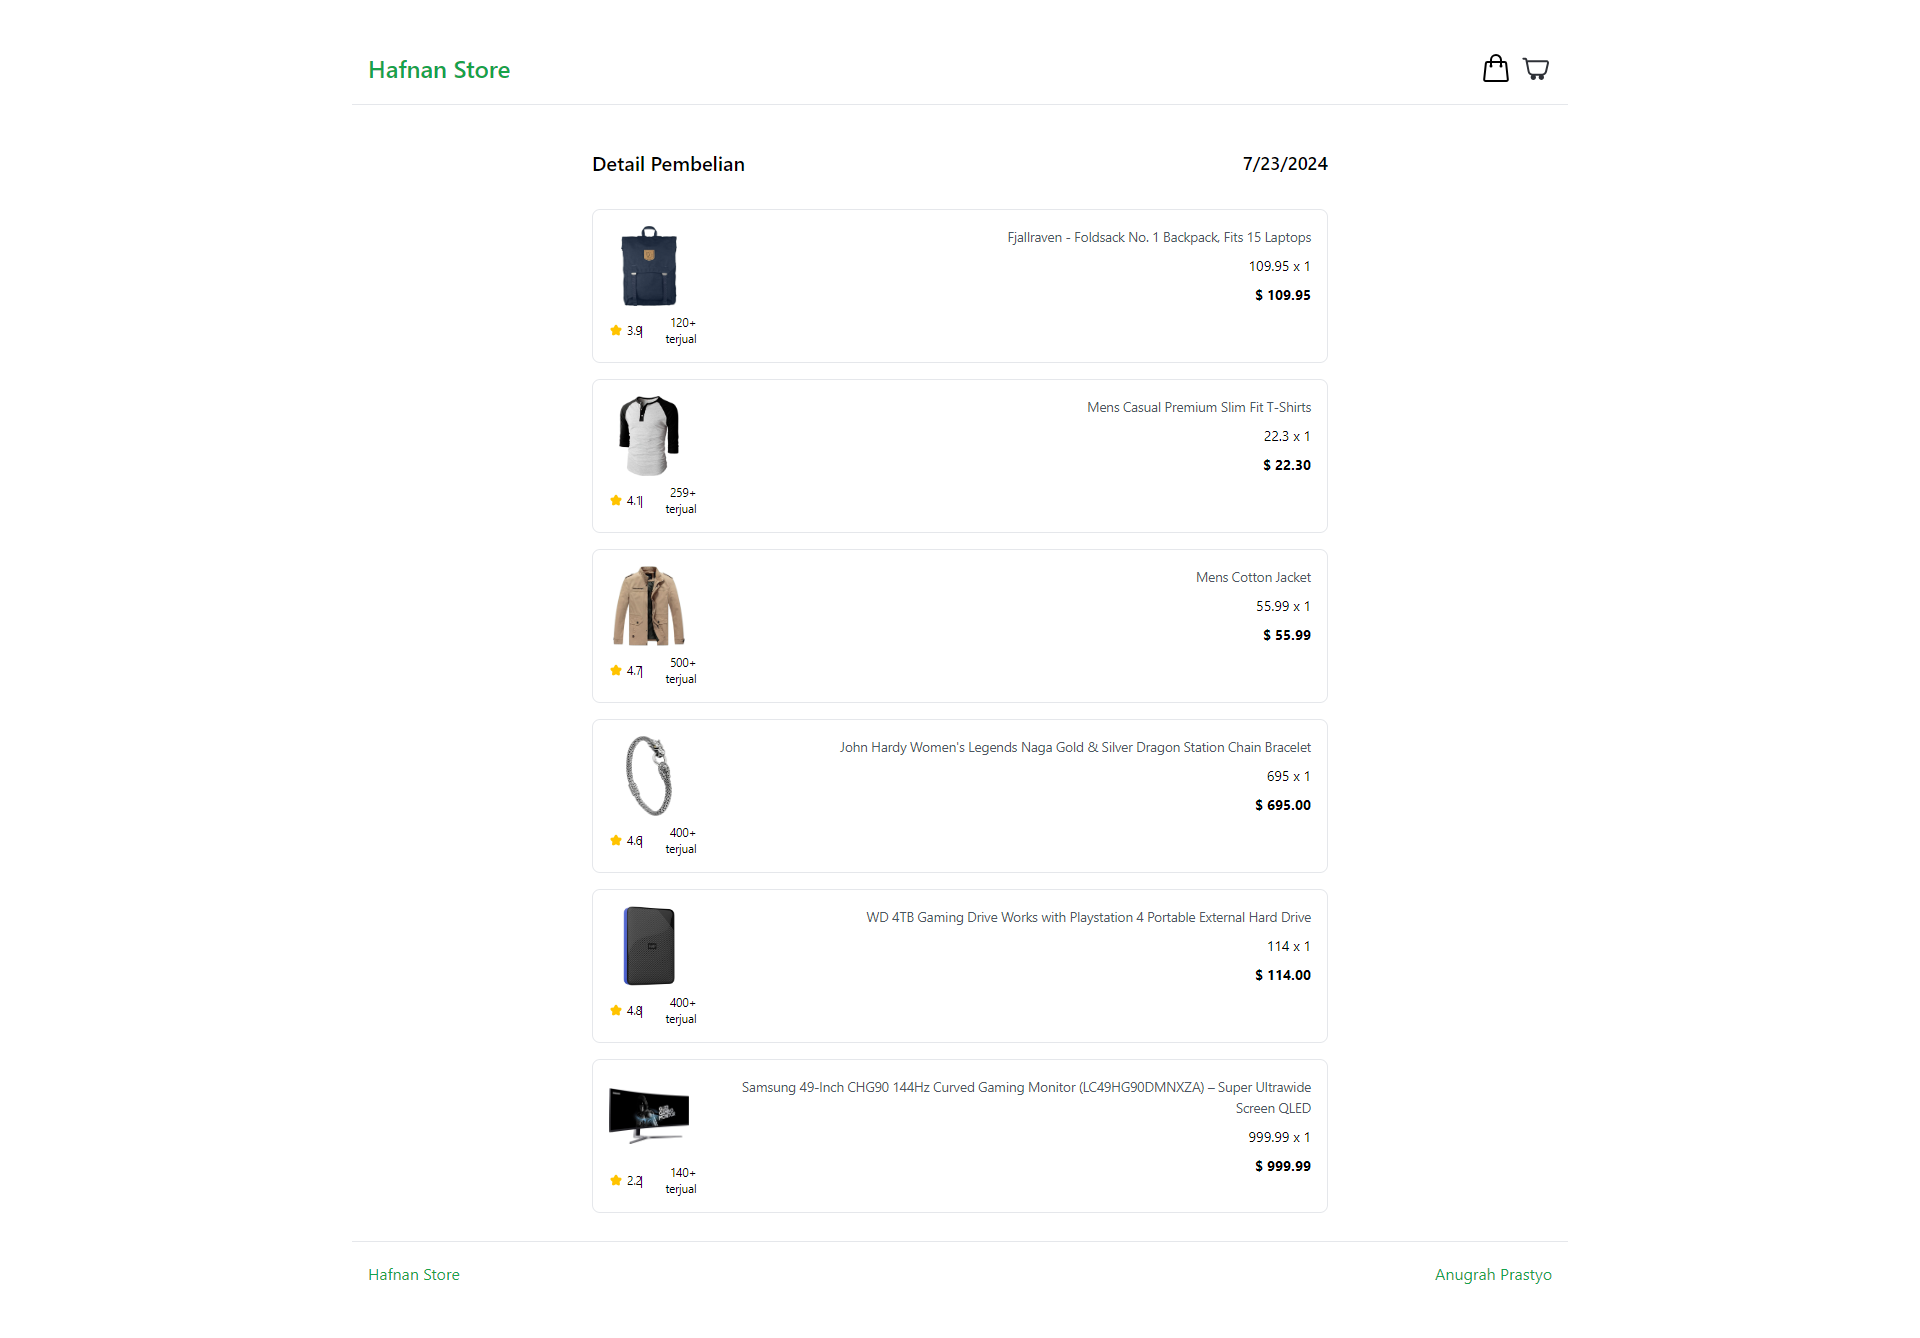 Hafnan Store
Detail Pembelian
7/23/2024
Fjallraven - Foldsack No. 1 Backpack, Fits 15 Laptops
109.95 x 1
$ 109.95
3.9|
120+
terjual
Mens Casual Premium Slim Fit T-Shirts
22.3 x 1
$ 22.30
4.1|
259+
terjual
Mens Cotton Jacket
55.99 x 1
$ 55.99
4.7|
500+
terjual
John Hardy Women's Legends Naga Gold & Silver Dragon Station Chain Bracelet
695 x 1
$ 695.00
4.6|
400+
terjual
WD 4TB Gaming Drive Works with Playstation 4 Portable External Hard Drive
114 x 1
$ 114.00
4.8|
400+
terjual
Samsung 49-Inch CHG90 144Hz Curved Gaming Monitor (LC49HG90DMNXZA) – Super Ultrawide
Screen QLED
999.99 x 1
$ 999.99
2.2|
140+
terjual
Hafnan Store
Anugrah Prastyo